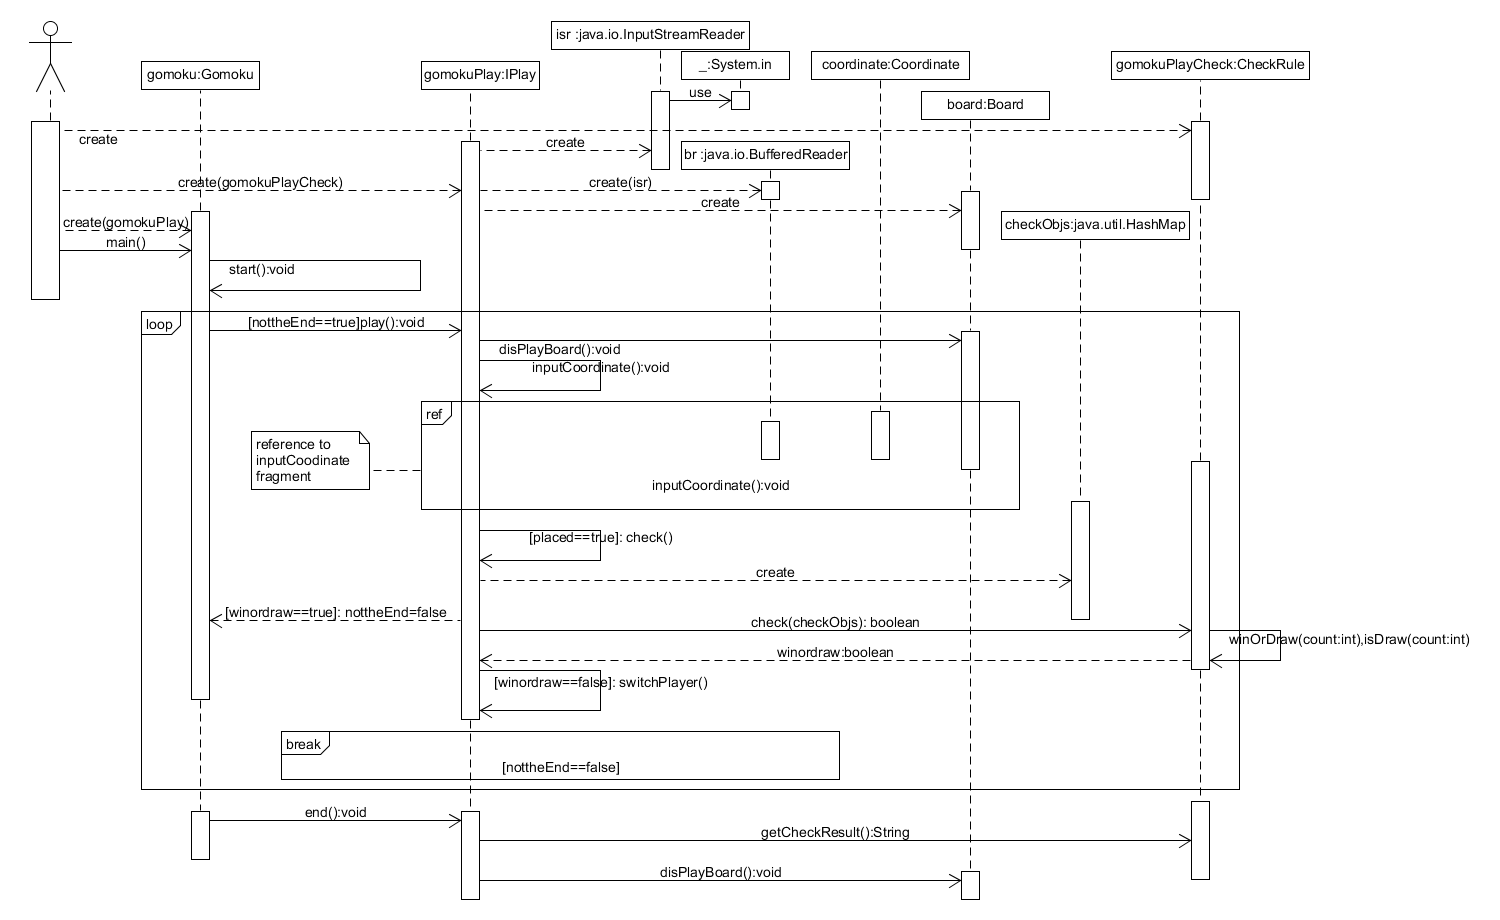 isr :java.io.InputStreamReader
_:System.in
coordinate:Coordinate
gomokuPlayCheck:CheckRule
gomoku:Gomoku
gomokuPlay:IPlay
use
board:Board
create
create
br :java.io.BufferedReader
create(gomokuPlayCheck)
create(isr)
create
create(gomokuPlay)
checkObjs:java.util.HashMap
main()
start():void
loop
[nottheEnd==true]play():void
disPlayBoard():void
inputCoordinate():void
ref
reference to
inputCoodinate
fragment
inputCoordinate():void
[placed==true]: check()
create
[winordraw==true]: nottheEnd=false
check(checkObjs): boolean
winOrDraw(count:int),isDraw(count:int)
winordraw:boolean
[winordraw==false]: switchPlayer()
break
[nottheEnd==false]
end():void
getCheckResult():String
disPlayBoard():void